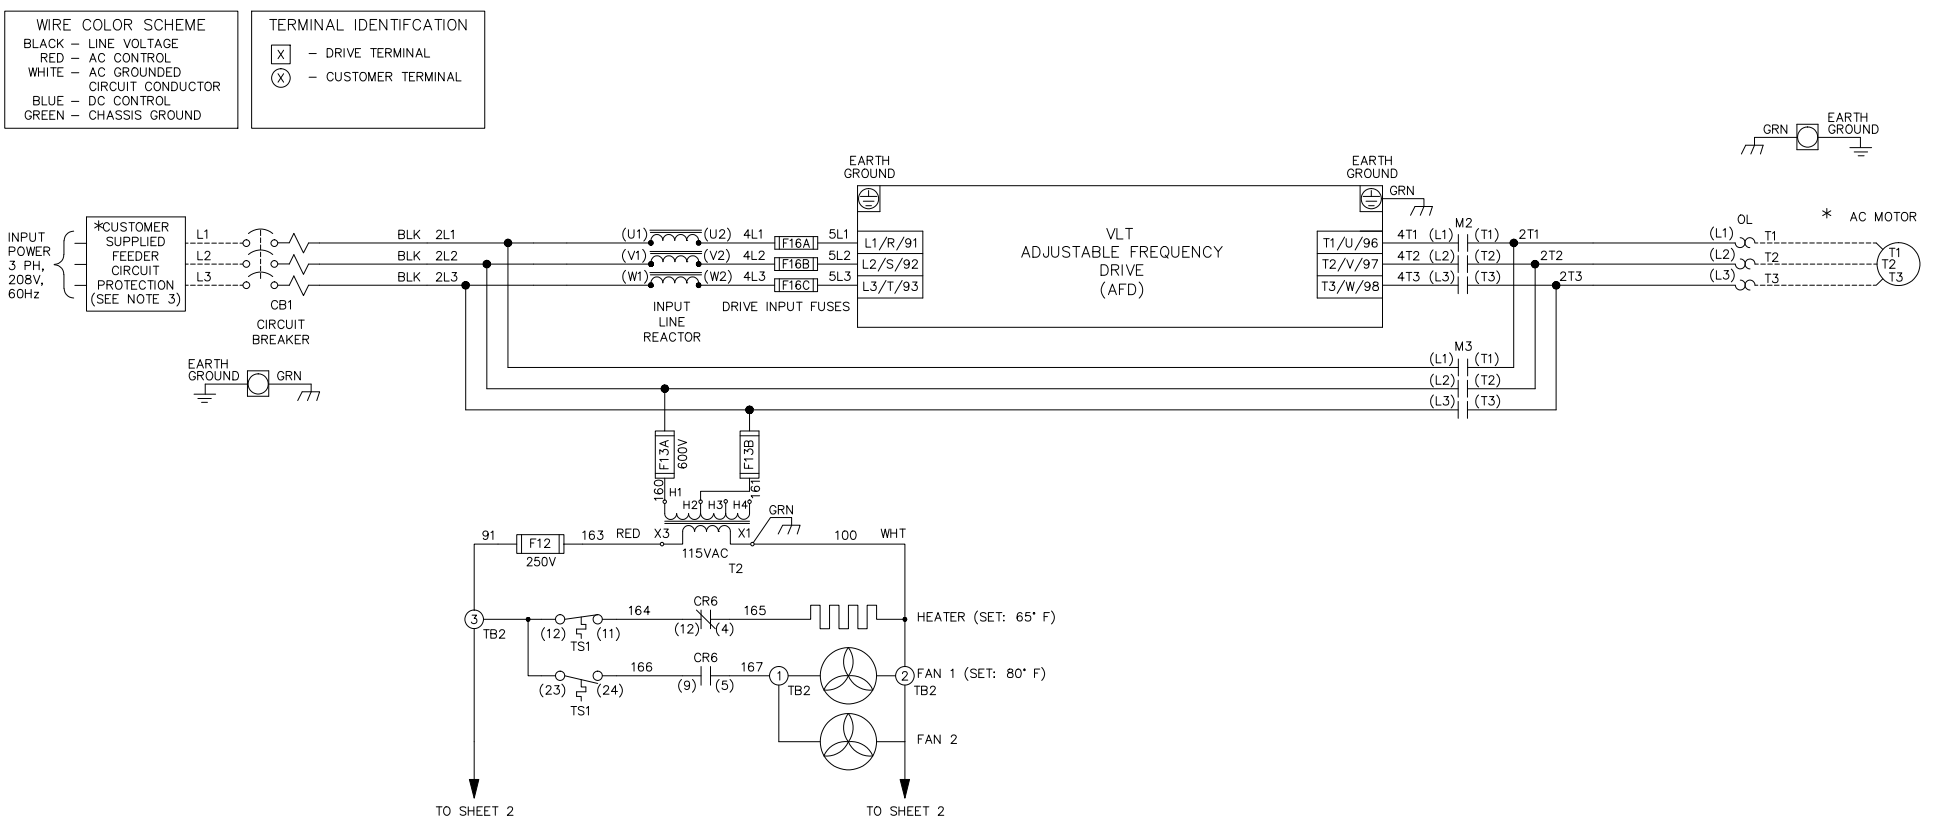 WIRE COLOR SCHEME
BLACK – LINE VOLTAGE
RED – AC CONTROL
WHITE – AC GROUNDED
CIRCUIT CONDUCTOR
BLUE – DC CONTROL
GREEN – CHASSIS GROUND
TERMINAL IDENTIFCATION
X – DRIVE TERMINAL
X – CUSTOMER TERMINAL
GRN
EARTH
GROUND
INPUT
POWER
3 PH,
208V,
60Hz
*CUSTOMER
SUPPLIED
FEEDER
CIRCUIT
PROTECTION
(SEE NOTE 3)
L1
L2
L3
CB1
CIRCUIT
BREAKER
BLK 2L1
BLK 2L2
BLK 2L3
(U1) (U2) 4L1 F16A 5L1
(V1) (V2) 4L2 F16B 5L2
(W1) (W2) 4L3 F16C 5L3
INPUT
LINE
REACTOR
DRIVE INPUT FUSES
EARTH
GROUND
L1/R/91
L2/S/92
L3/T/93
VLT
ADJUSTABLE FREQUENCY
DRIVE
(AFD)
EARTH
GROUND
GRN
T1/U/96
T2/V/97
T3/W/98
M2
4T1 (L1) (T1) 2T1
4T2 (L2) (T2) 2T2
4T3 (L3) (T3) 2T3
OL
(L1) T1
(L2) T2
(L3) T3
* AC MOTOR
T1
T2
T3
M3
(L1) (T1)
(L2) (T2)
(L3) (T3)
EARTH
GROUND
GRN
F13A
600V
F13B
160
161
H1
H2 H3 H4
GRN
91 F12 163 RED X3 X1 100 WHT
250V
115VAC
T2
3
TB2
(12) (11)
TS1
164
CR6
(12) (4)
165
HEATER (SET: 65° F)
(23) (24)
TS1
166
CR6
(9) (5)
167
1
TB2
2
TB2
FAN 1 (SET: 80° F)
FAN 2
TO SHEET 2
TO SHEET 2